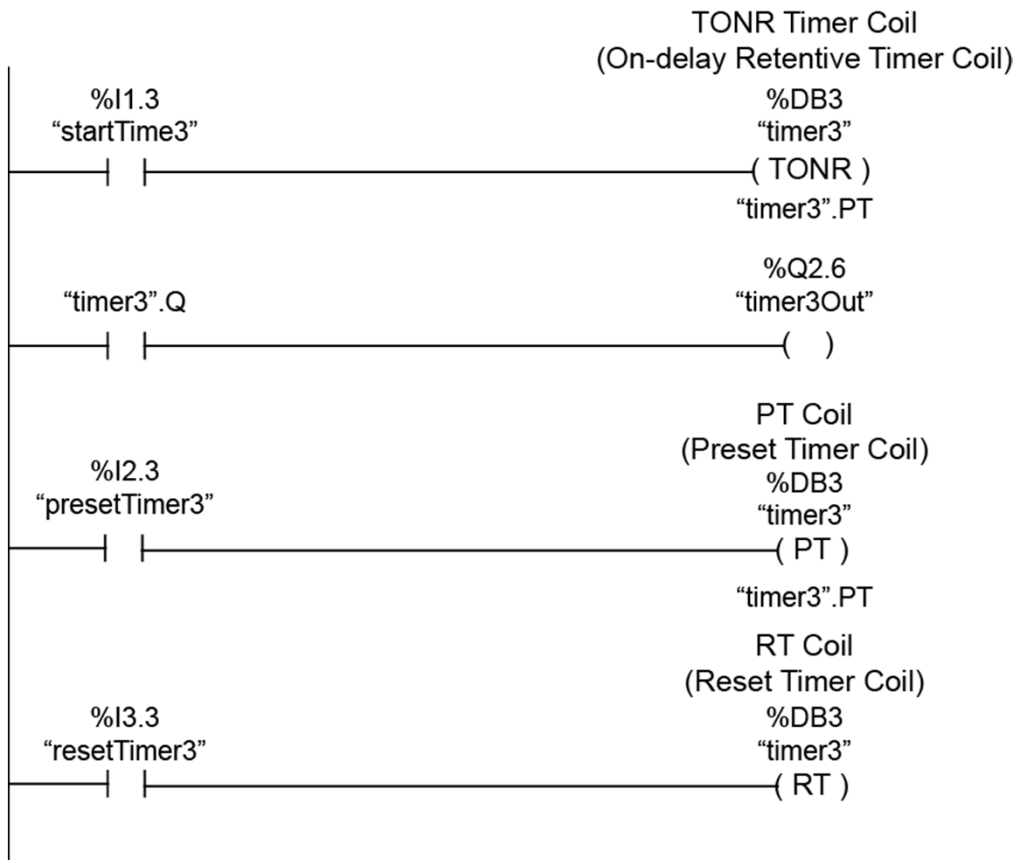 TONR Timer Coil
(On-delay Retentive Timer Coil)
%I1.3
“startTime3”
%DB3
“timer3”
( TONR )
“timer3”.PT
“timer3”.Q
%Q2.6
“timer3Out”
( )
PT Coil
(Preset Timer Coil)
%I2.3
“presetTimer3”
%DB3
“timer3”
( PT )
“timer3”.PT
RT Coil
(Reset Timer Coil)
%I3.3
“resetTimer3”
%DB3
“timer3”
( RT )